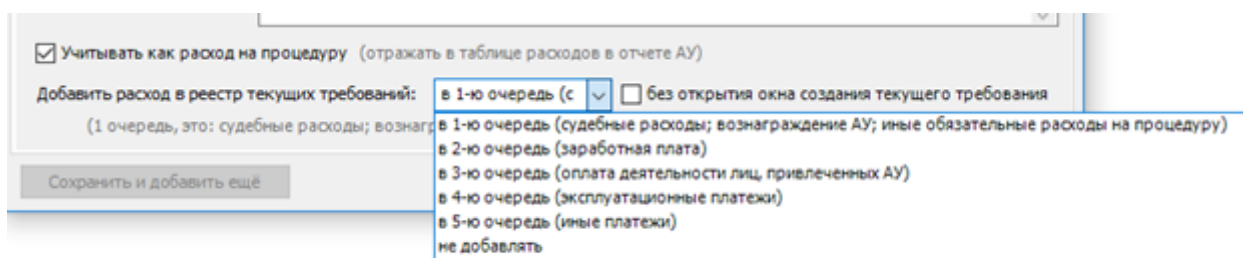 Учитывать как расход на процедуру (отражать в таблице расходов в отчете АУ)
Добавить расход в реестр текущих требований: в 1-ю очередь (с без открытия окна создания текущего требования
(1 очередь, это: судебные расходы; вознагр
в 1-ю очередь (судебные расходы; вознаграждение АУ; иные обязательные расходы на процедуру)
в 2-ю очередь (заработная плата)
в 3-ю очередь (оплата деятельности лиц, привлеченных АУ)
Сохранить и добавить ещё
в 4-ю очередь (эксплуатационные платежи)
в 5-ю очередь (иные платежи)
не добавлять